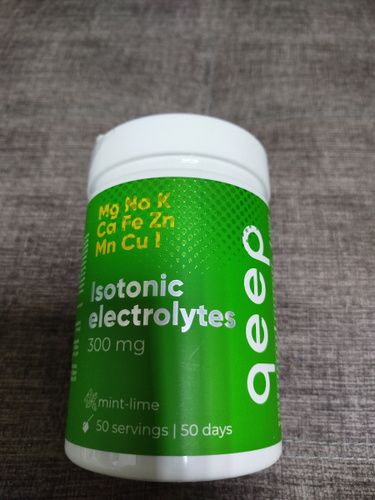 Mg Na K
Ca Fe Zn
Mn Cu I
Isotonic
electrolytes
300 mg
mint-lime
50 servings | 50 days
qeep